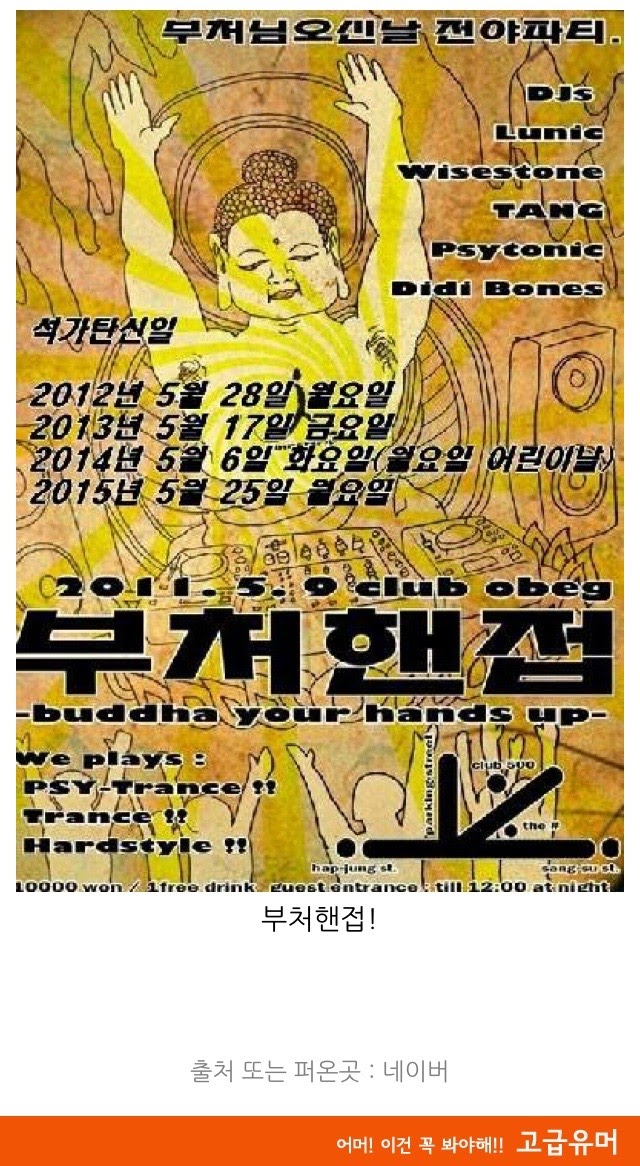 부처님오신날 전야파티.
DJs
Lunic
Wisestone
TANG
Psytonic
Didi Bones
석가탄신일
2012년 5월 28일 월요일
2013년 5월 17일 금요일
2014년 5월 6일 화요일(월요일 어린이날)
2015년 5월 25일 월요일
2011. 5. 9 club obeg
부처핸접
-buddha your hands up-
We plays :
PSY-Trance !!
Trance !!
Hardstyle !!
parking street
club 500
the #
hap-jung st.
sang-su st.
10000 won / 1free drink guest entrance : till 12:00 at night
부처핸접!
출처 또는 퍼온곳 : 네이버
어머! 이건 꼭 봐야해!! 고급유머